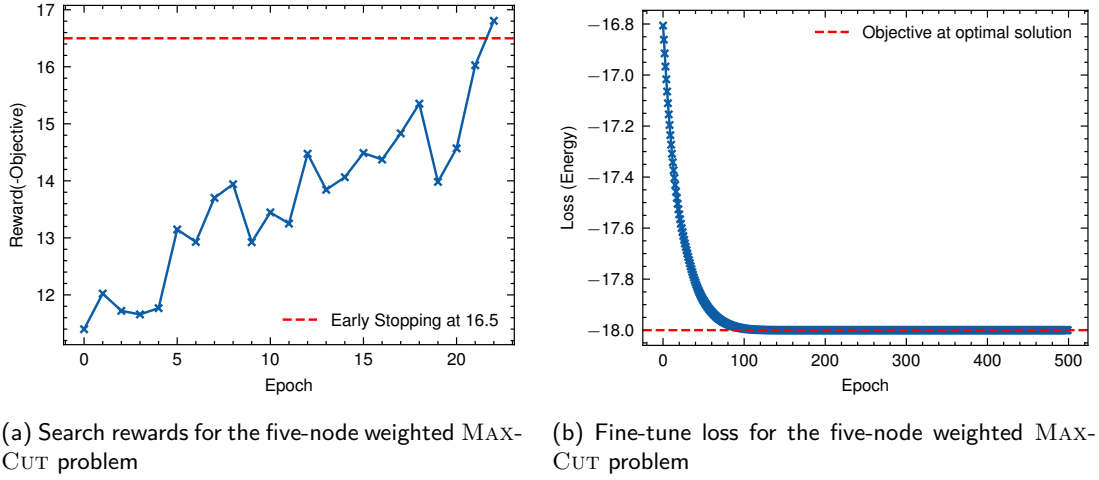 17
16
15
14
13
12
Reward(-Objective)
Early Stopping at 16.5
0 5 10 15 20
Epoch
−16.8
−17.0
−17.2
−17.4
−17.6
−17.8
−18.0
Loss (Energy)
Objective at optimal solution
0 100 200 300 400 500
Epoch
(a) Search rewards for the five-node weighted MAX-
CUT problem
(b) Fine-tune loss for the five-node weighted MAX-
CUT problem